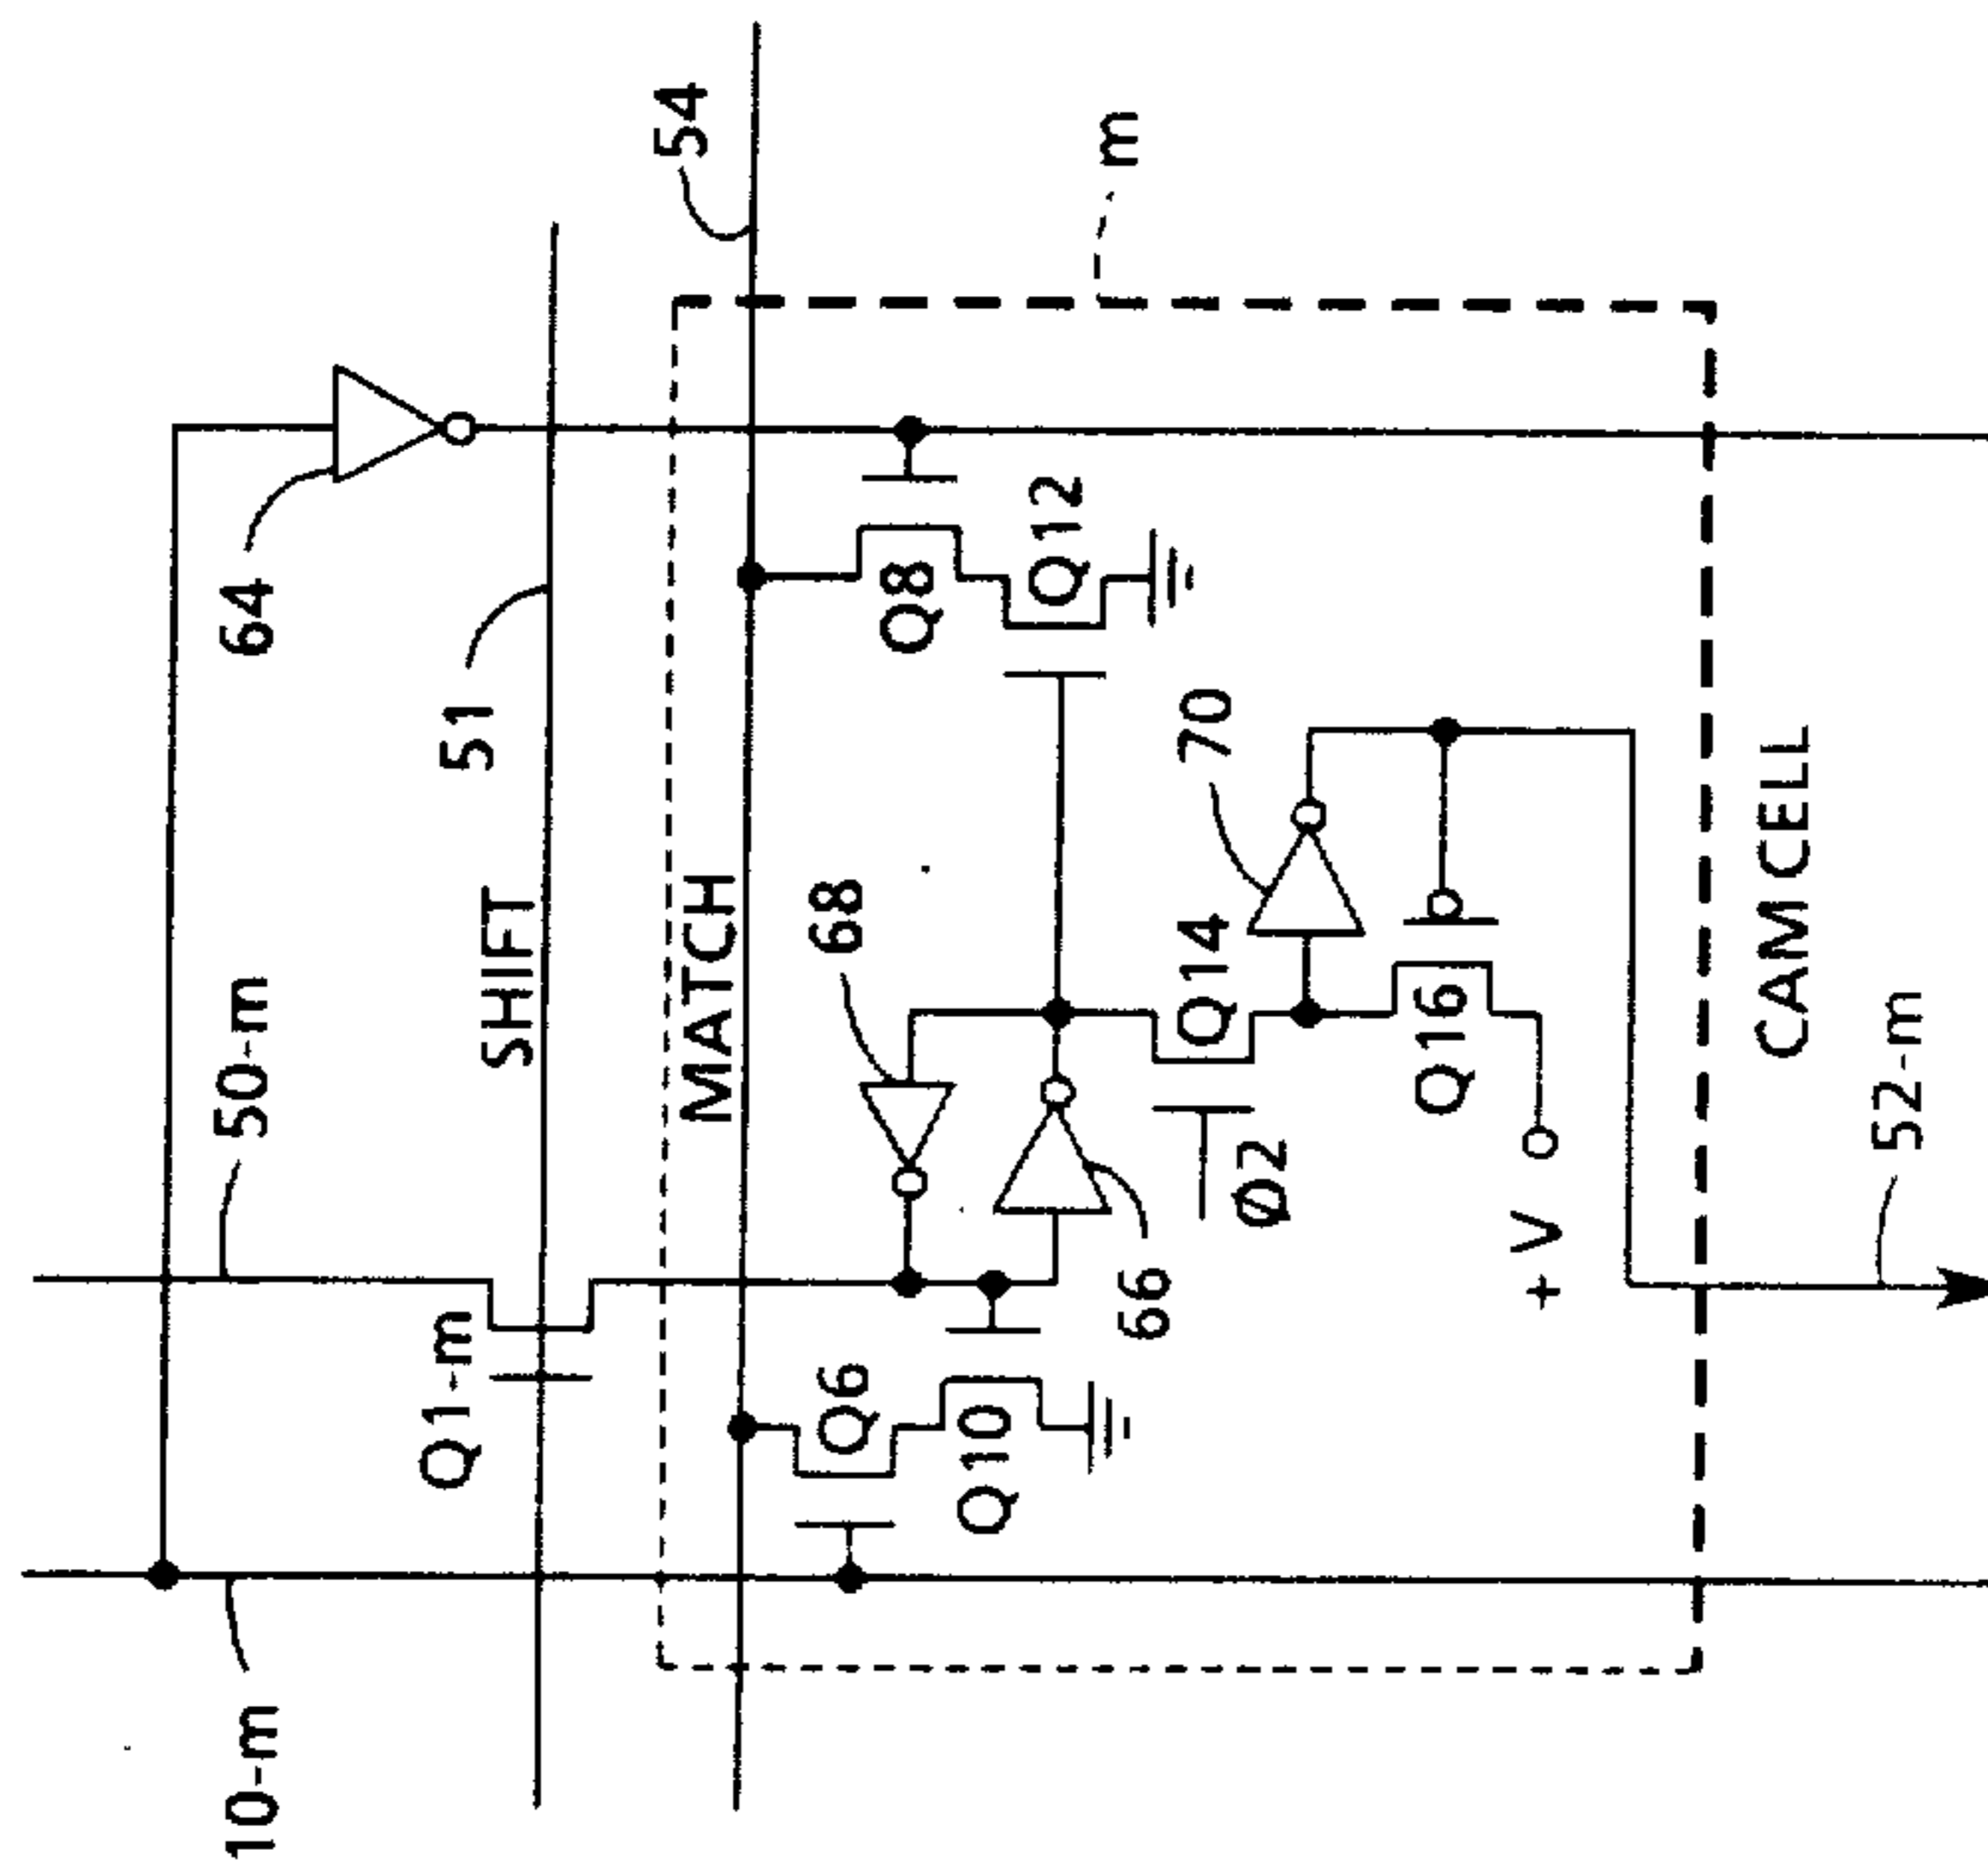 10-m
50-m
64
Q1-m
51
SHIFT
54
MATCH
Q6
68
Q8
Q10
Q12
m
66
Q14
70
Ø2
Q16
+ V
CAM CELL
52-m